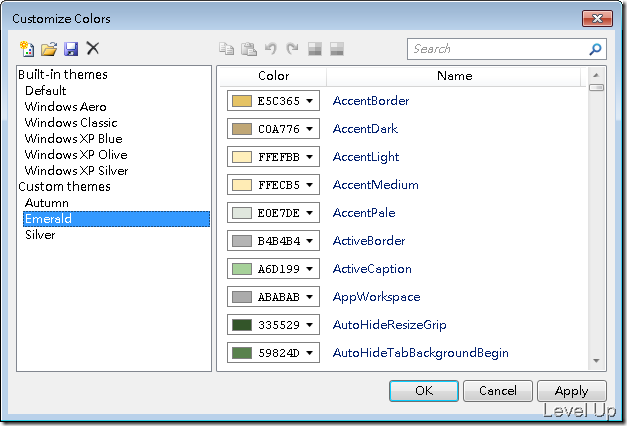 Customize Colors
Search
Built-in themes
Default
Windows Aero
Windows Classic
Windows XP Blue
Windows XP Olive
Windows XP Silver
Custom themes
Autumn
Emerald
Silver
Color Name
E5C365 AccentBorder
C0A776 AccentDark
FFEFBB AccentLight
FFECB5 AccentMedium
E0E7DE AccentPale
B4B4B4 ActiveBorder
A6D199 ActiveCaption
ABABAB AppWorkspace
335529 AutoHideResizeGrip
59824D AutoHideTabBackgroundBegin
OK Cancel Apply
Level Up